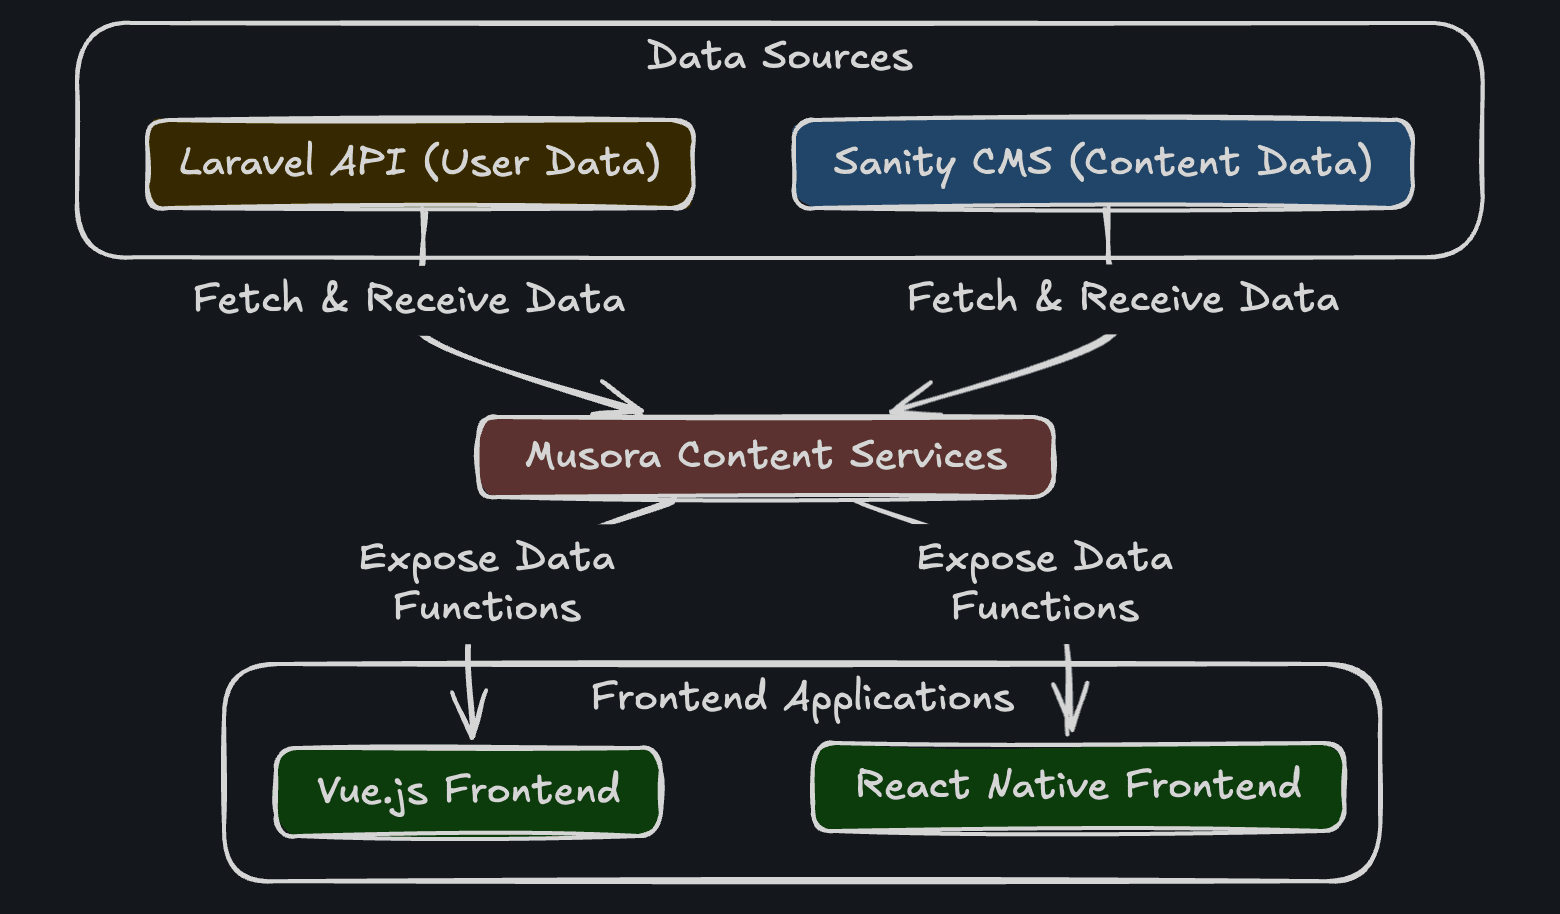 Data Sources
Laravel API (User Data)
Sanity CMS (Content Data)
Fetch & Receive Data
Fetch & Receive Data
Musora Content Services
Expose Data
Functions
Expose Data
Functions
Frontend Applications
Vue.js Frontend
React Native Frontend